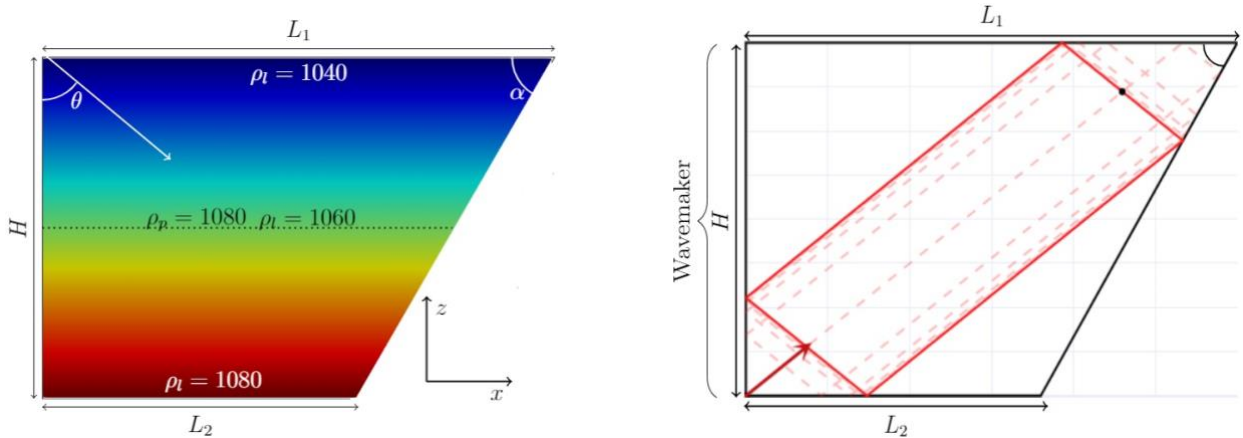 L₁
ρₗ = 1040
θ
α
H
ρₚ = 1080 ρₗ = 1060
z
x
ρₗ = 1080
L₂
L₁
Wavemaker
H
L₂